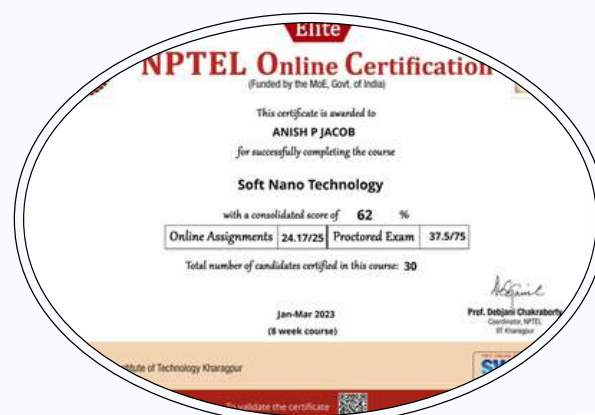 Elite
NPTEL Online Certification
(Funded by the MoE, Govt. of India)
This certificate is awarded to
ANISH P JACOB
for successfully completing the course
Soft Nano Technology
with a consolidated score of 62 %
Online Assignments 24.17/25 Proctored Exam 37.5/75
Total number of candidates certified in this course: 30
Jan-Mar 2023
(8 week course)
Prof. Debjani Chakraborty
Coordinator, NPTEL
IIT Kharagpur
of Technology Kharagpur
To validate the certificate